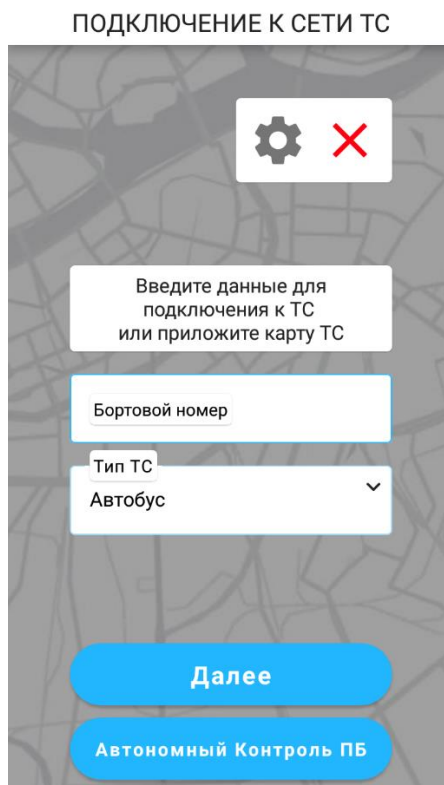 ПОДКЛЮЧЕНИЕ К СЕТИ ТС
Введите данные для
подключения к ТС
или приложите карту ТС
Бортовой номер
Тип ТС
Автобус
Далее
Автономный Контроль ПБ